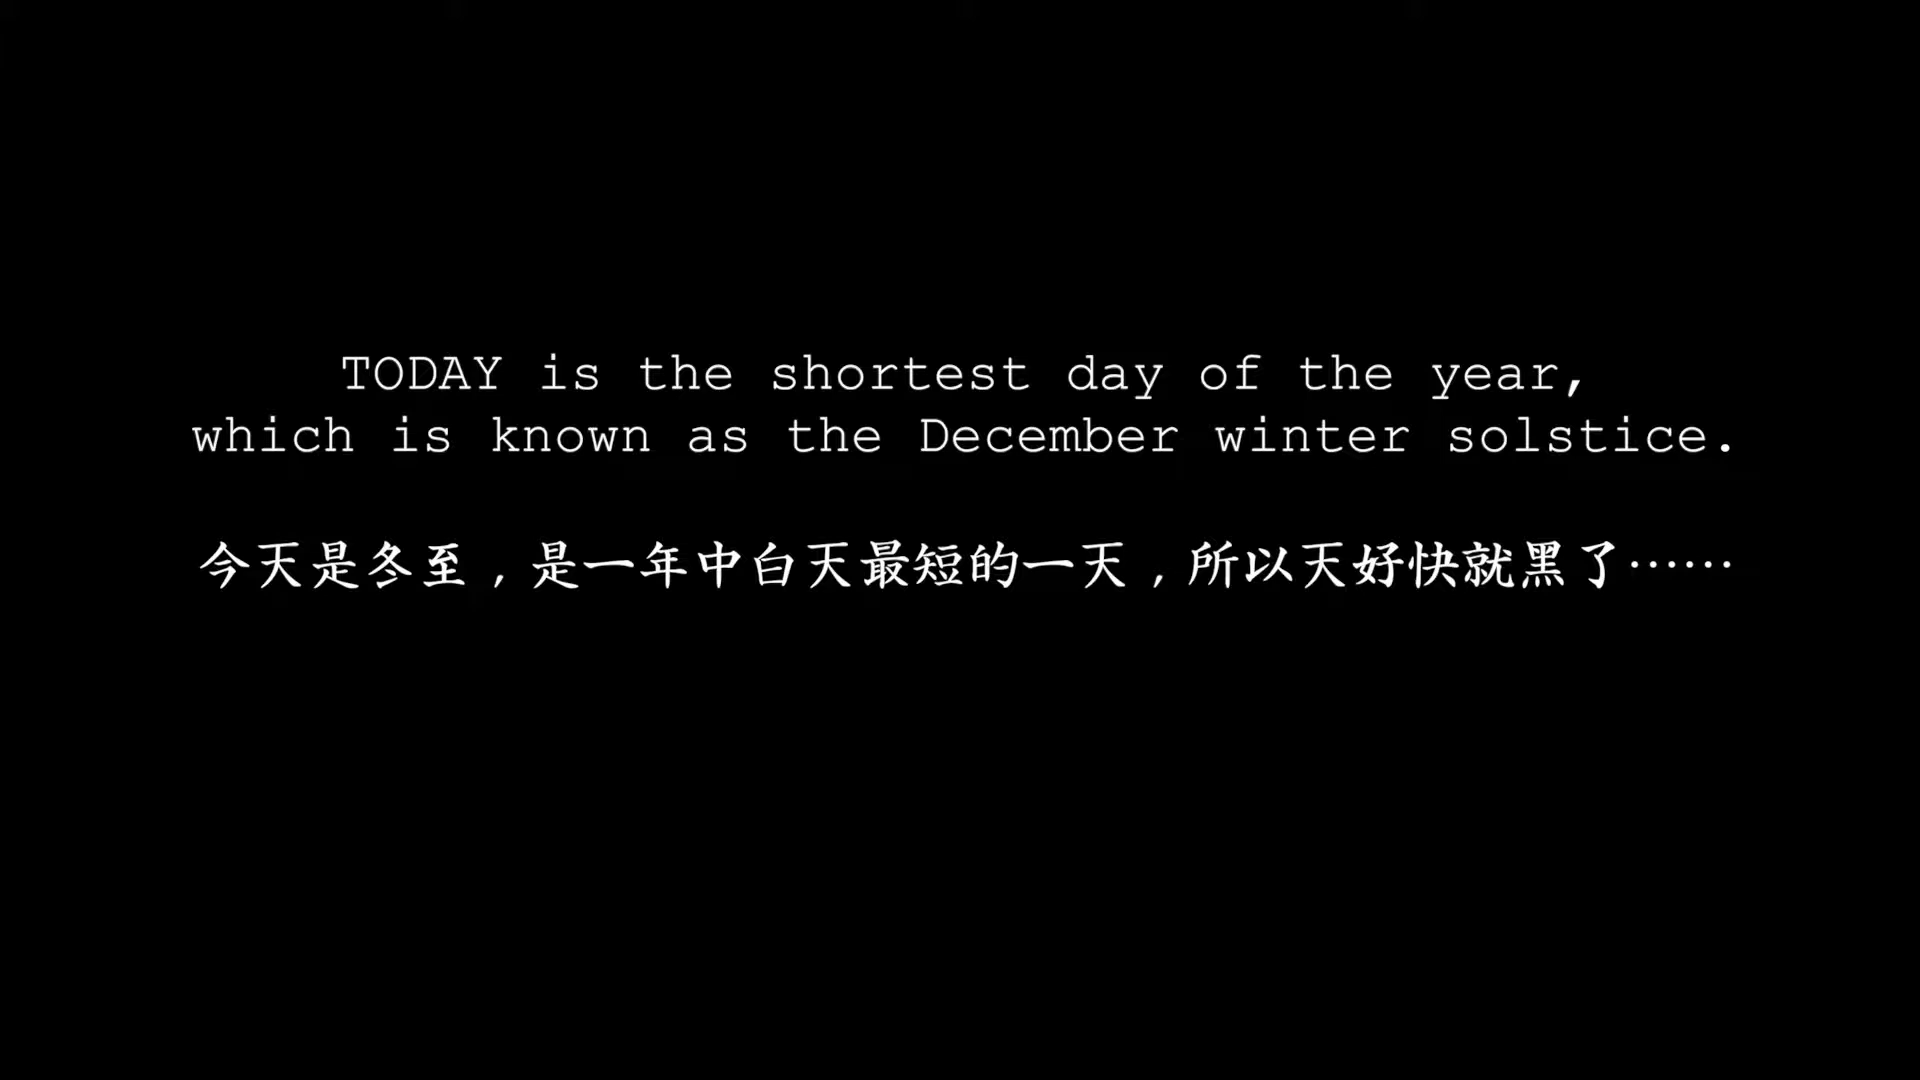 TODAY is the shortest day of the year,
which is known as the December winter solstice.
今天是冬至，是一年中白天最短的一天，所以天好快就黑了……